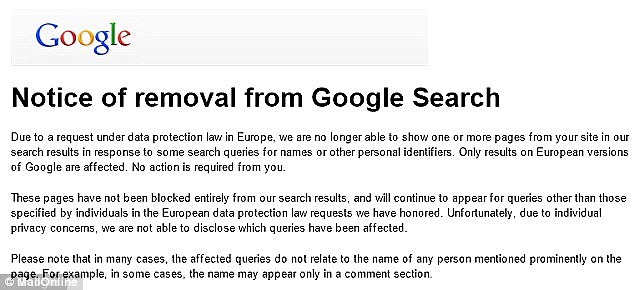 Google
Notice of removal from Google Search
Due to a request under data protection law in Europe, we are no longer able to show one or more pages from your site in our
search results in response to some search queries for names or other personal identifiers. Only results on European versions
of Google are affected. No action is required from you.
These pages have not been blocked entirely from our search results, and will continue to appear for queries other than those
specified by individuals in the European data protection law requests we have honored. Unfortunately, due to individual
privacy concerns, we are not able to disclose which queries have been affected.
Please note that in many cases, the affected queries do not relate to the name of any person mentioned prominently on the
page. For example, in some cases, the name may appear only in a comment section.
© MailOnline